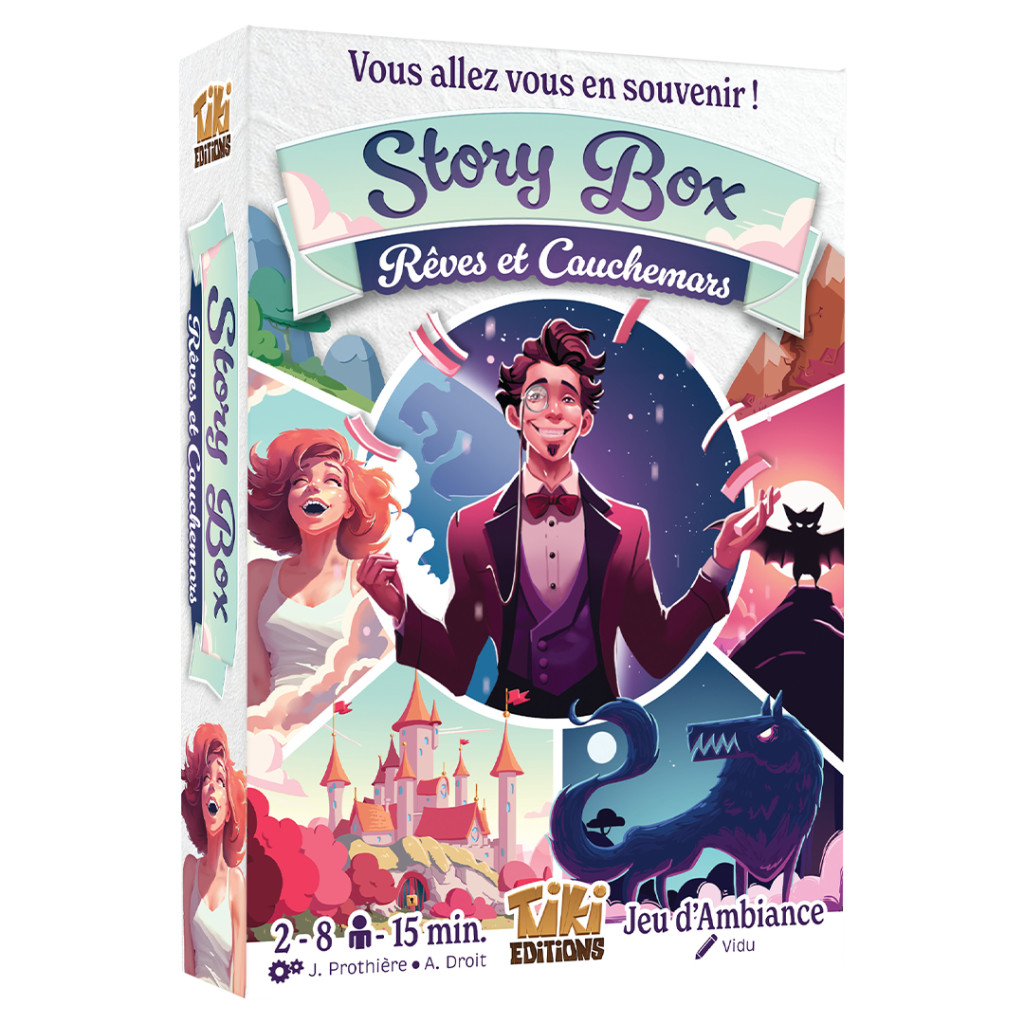 Vous allez vous en souvenir !
Story Box
Rêves et Cauchemars
2-8 - 15 min.
J. Prothière • A. Droit
Tiki
EDITIONS
Jeu d'Ambiance
Vidu
Tiki
EDITIONS
Story Box
Rêves et Cauchemars